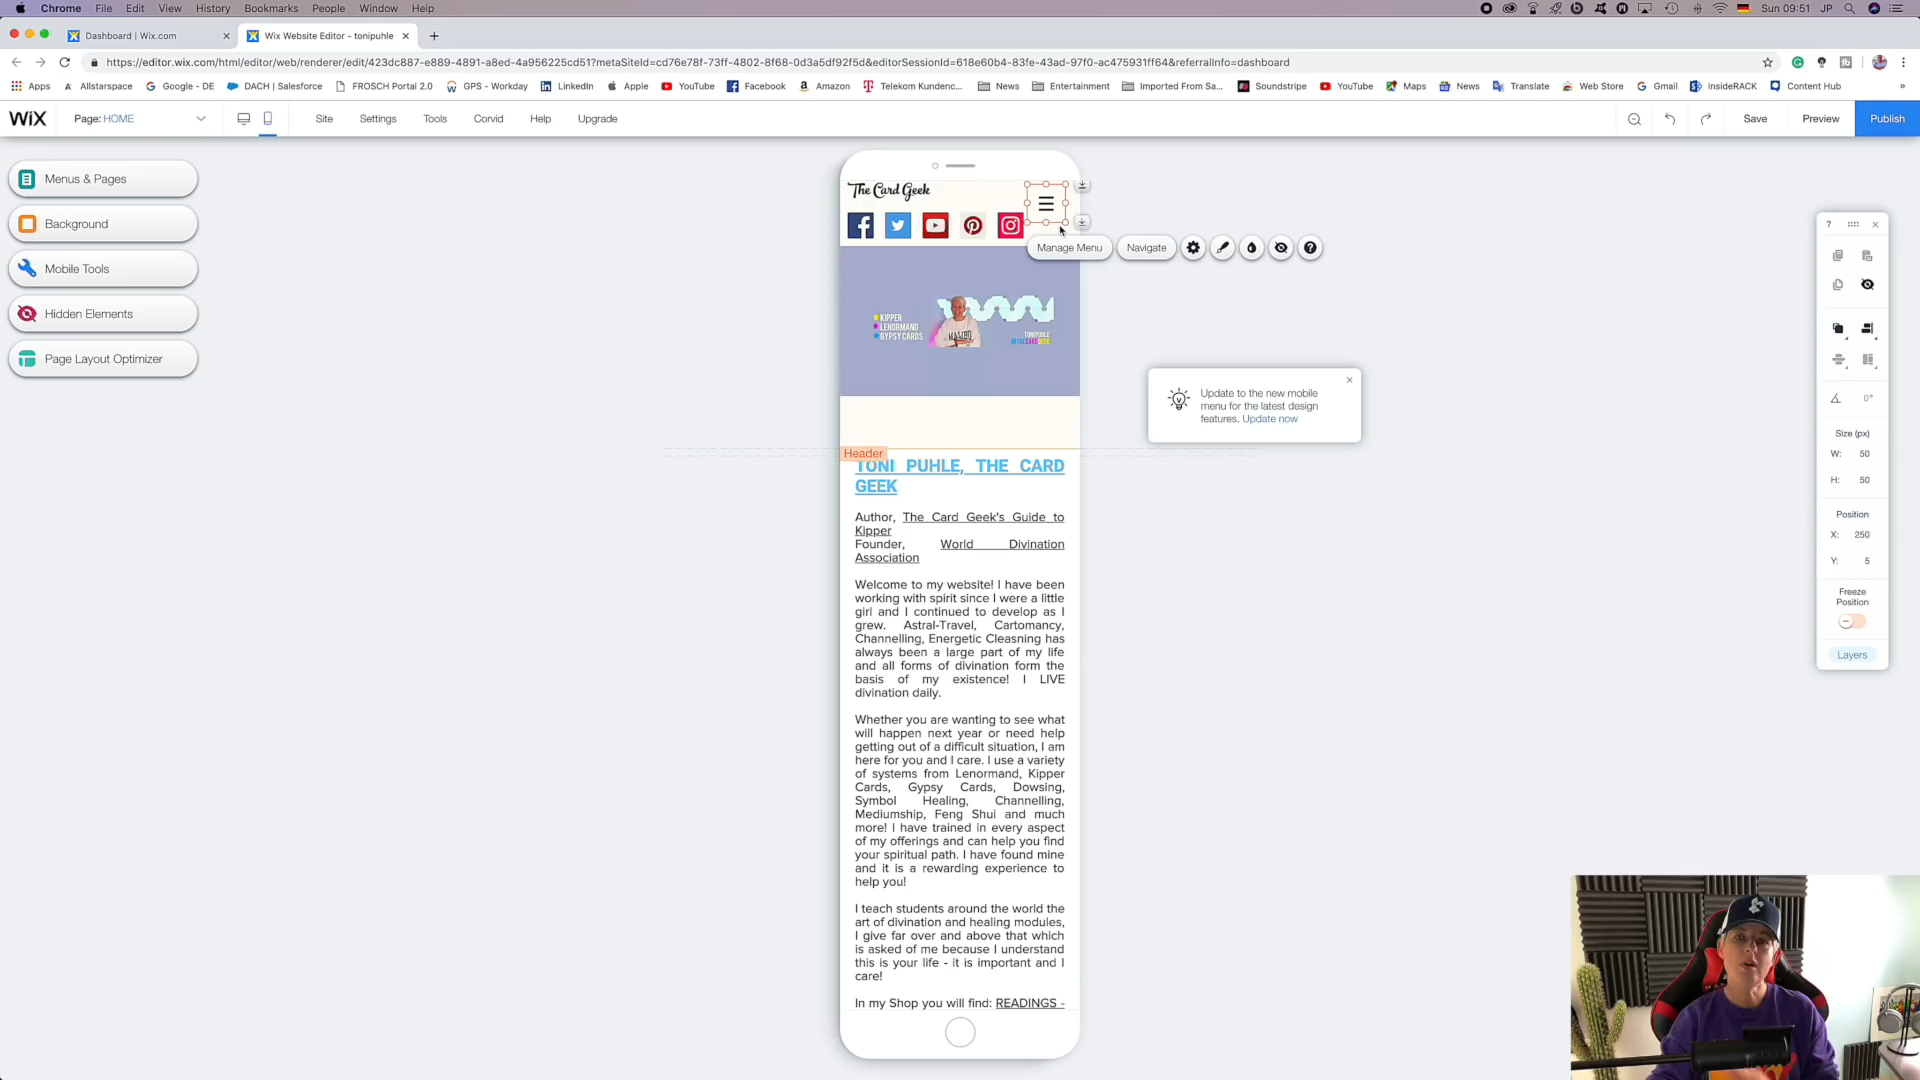 Chrome File Edit View History Bookmarks People Window Help
Sun 09:51 JP
Dashboard | Wix.com
Wix Website Editor - tonipuhle
https://editor.wix.com/html/editor/web/renderer/edit/423dc887-e889-4891-a8ed-4a956225cd51?metaSiteId=cd76e78f-73ff-4802-8f68-0d3a5df92f5d&editorSessionId=618e60b4-83fe-43ad-97f0-ac475931ff64&referralInfo=dashboard
Apps Allstarspace Google - DE DACH | Salesforce FROSCH Portal 2.0 GPS - Workday LinkedIn Apple YouTube Facebook Amazon Telekom Kundenc... News Entertainment Imported From Sa... Soundstripe YouTube Maps News Translate Web Store Gmail InsideRACK Content Hub »
WiX Page: HOME Site Settings Tools Corvid Help Upgrade Save Preview Publish
Menus & Pages
Background
Mobile Tools
Hidden Elements
Page Layout Optimizer
The Card Geek
Manage Menu Navigate
KIPPER
LENORMAND
GYPSY CARDS
TONIPUHLE
@THECARDGEEK
Update to the new mobile
menu for the latest design
features. Update now
Header
TONI PUHLE, THE CARD
GEEK
Author, The Card Geek's Guide to
Kipper
Founder, World Divination
Association
Welcome to my website! I have been
working with spirit since I were a little
girl and I continued to develop as I
grew. Astral-Travel, Cartomancy,
Channelling, Energetic Cleasning has
always been a large part of my life
and all forms of divination form the
basis of my existence! I LIVE
divination daily.
Whether you are wanting to see what
will happen next year or need help
getting out of a difficult situation, I am
here for you and I care. I use a variety
of systems from Lenormand, Kipper
Cards, Gypsy Cards, Dowsing,
Symbol Healing, Channelling,
Mediumship, Feng Shui and much
more! I have trained in every aspect
of my offerings and can help you find
your spiritual path. I have found mine
and it is a rewarding experience to
help you!
I teach students around the world the
art of divination and healing modules,
I give far over and above that which
is asked of me because I understand
this is your life - it is important and I
care!
In my Shop you will find: READINGS -
?
0°
Size (px)
W: 50
H: 50
Position
X: 250
Y: 5
Freeze
Position
Layers